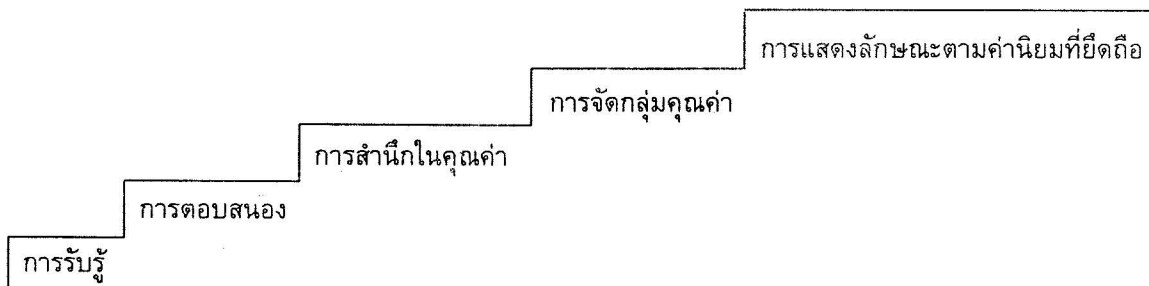 การแสดงลักษณะตามค่านิยมที่ยึดถือ
การจัดกลุ่มคุณค่า
การสำนึกในคุณค่า
การตอบสนอง
การรับรู้